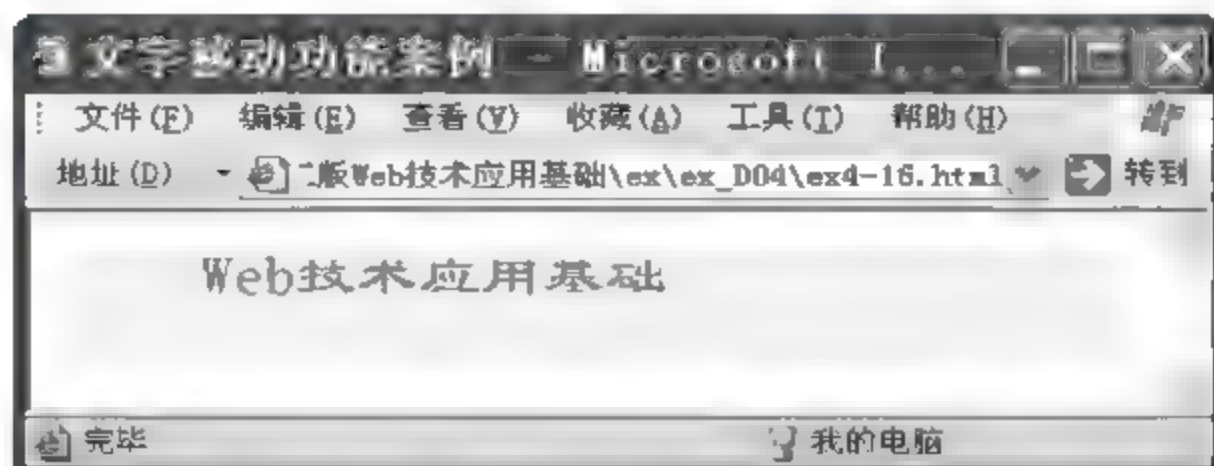 文字移动功能案例 - Microsoft I...
文件(F) 编辑(E) 查看(V) 收藏(A) 工具(T) 帮助(H)
地址(D) 版Web技术应用基础\ex\ex_D04\ex4-16.html 转到
Web技术应用基础
完毕 我的电脑